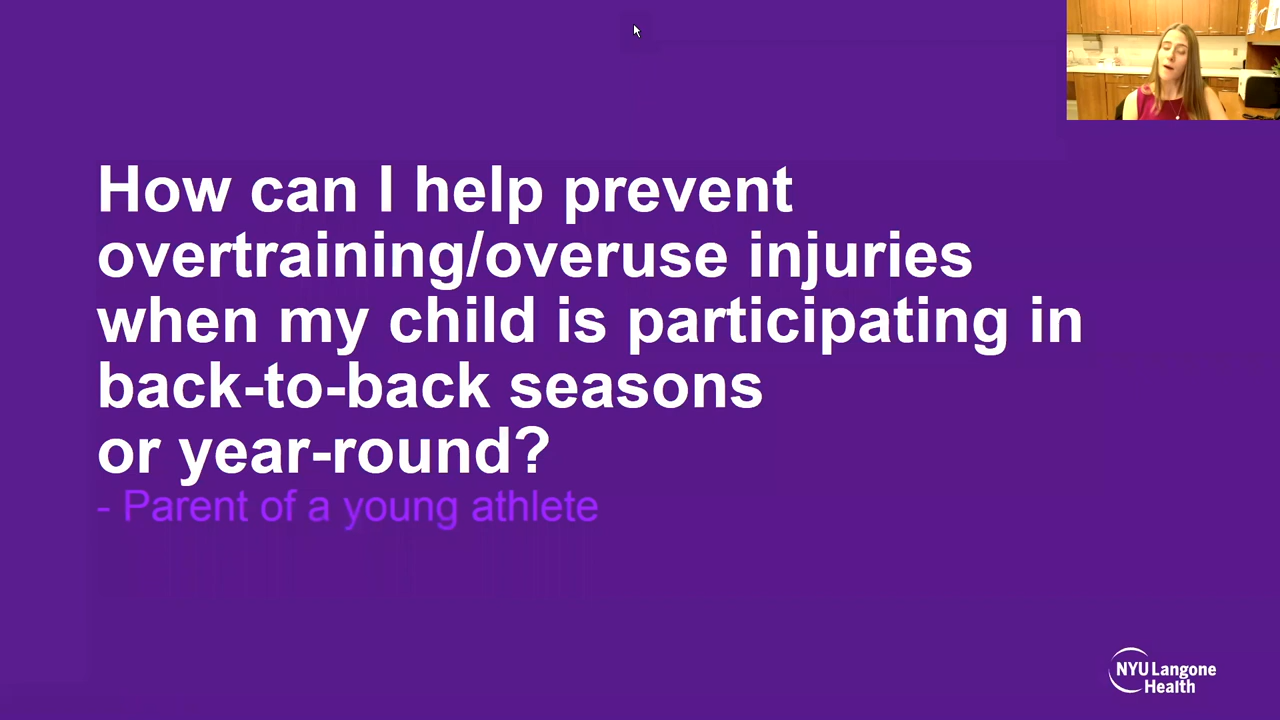 How can I help prevent
overtraining/overuse injuries
when my child is participating in
back-to-back seasons
or year-round?
- Parent of a young athlete
NYU Langone
Health